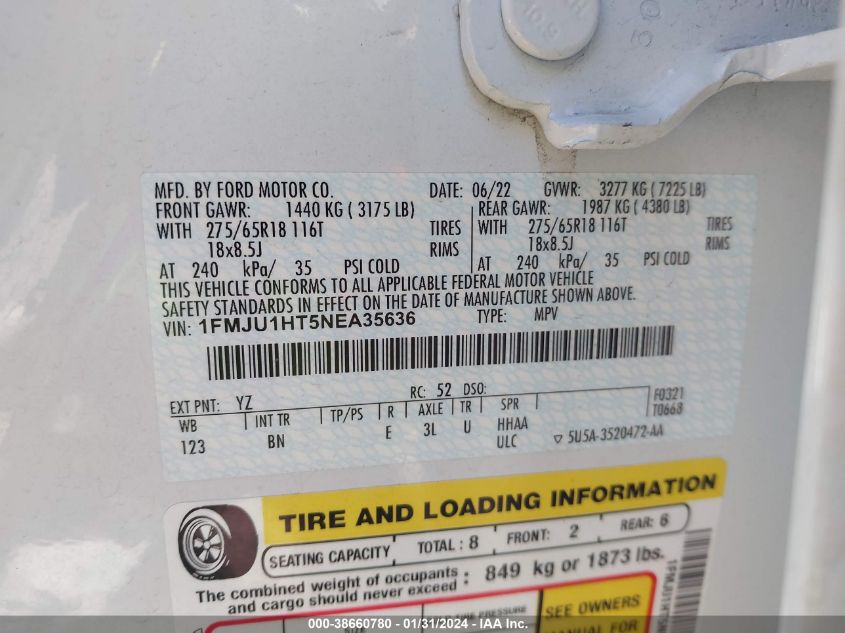 MFD. BY FORD MOTOR CO. DATE: 06/22 GVWR: 3277 KG ( 7225 LB)
FRONT GAWR: 1440 KG ( 3175 LB) REAR GAWR: 1987 KG ( 4380 LB)
WITH 275/65R18 116T TIRES WITH 275/65R18 116T TIRES
18x8.5J RIMS 18x8.5J RIMS
AT 240 kPa/ 35 PSI COLD AT 240 kPa/ 35 PSI COLD
THIS VEHICLE CONFORMS TO ALL APPLICABLE FEDERAL MOTOR VEHICLE
SAFETY STANDARDS IN EFFECT ON THE DATE OF MANUFACTURE SHOWN ABOVE.
VIN: 1FMJU1HT5NEA35636 TYPE: MPV
EXT PNT: YZ RC: 52 DSO: F0321
WB INT TR TP/PS R AXLE TR SPR T0668
123 BN E 3L U HHAA
ULC ▽ 5U5A-3520472-AA
TIRE AND LOADING INFORMATION
SEATING CAPACITY TOTAL : 8 FRONT: 2 REAR: 6
The combined weight of occupants
and cargo should never exceed : 849 kg or 1873 lbs.
TIRE PRESSURE
SEE OWNERS
MANUAL FOR
000-38660780 - 01/31/2024 - IAA Inc.